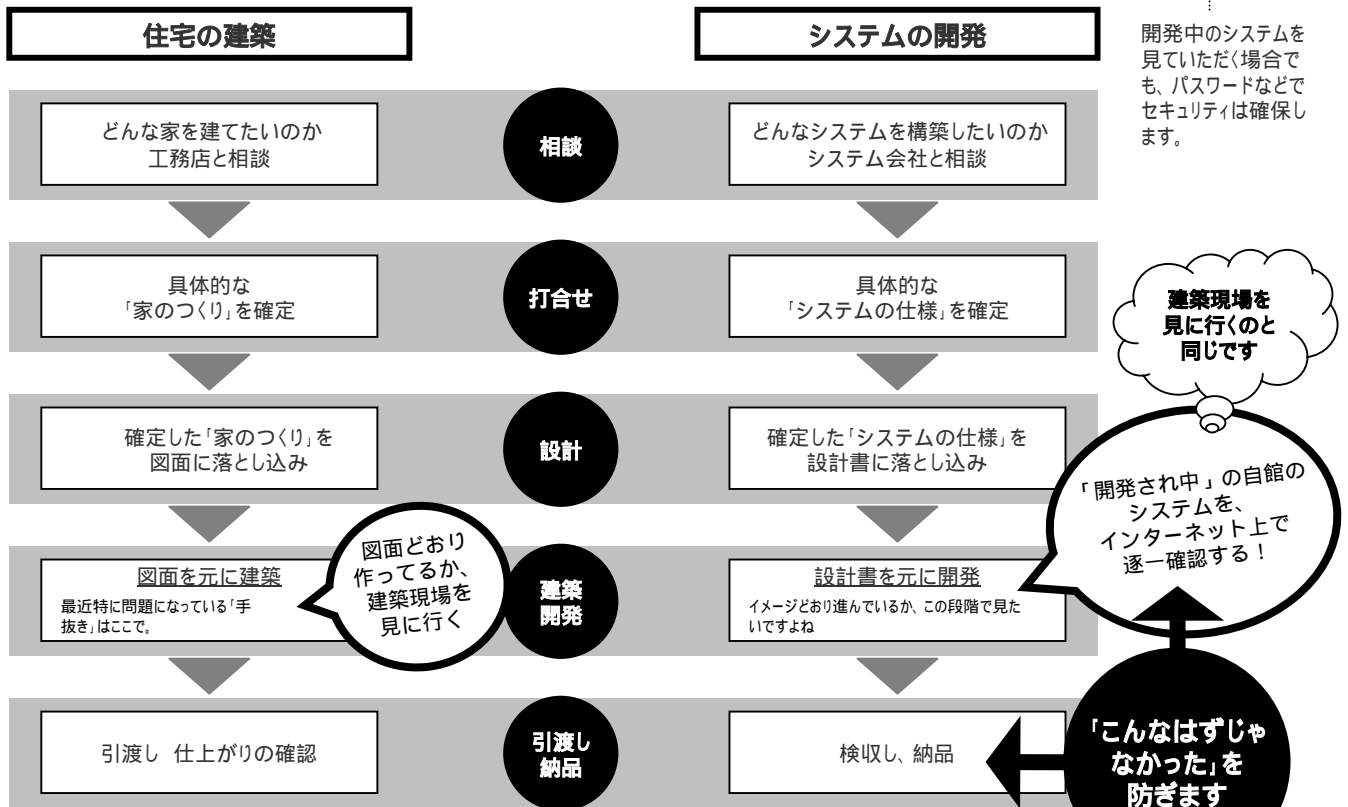 住宅の建築
システムの開発
⋮
開発中のシステムを
見ていただく場合で
も、パスワードなどで
セキュリティは確保し
ます。
どんな家を建てたいのか
工務店と相談
相談
どんなシステムを構築したいのか
システム会社と相談
具体的な
「家のつくり」を確定
打合せ
具体的な
「システムの仕様」を確定
建築現場を
見に行くのと
同じです
確定した「家のつくり」を
図面に落とし込み
設計
確定した「システムの仕様」を
設計書に落とし込み
「開発され中」の自館の
システムを、
インターネット上で
逐一確認する!
図面を元に建築
最近特に問題になっている「手
抜き」はここで。
図面どおり
作ってるか、
建築現場を
見に行く
建築
開発
設計書を元に開発
イメージどおり進んでいるか、この段階で見た
いですよね
引渡し 仕上がりの確認
引渡し
納品
検収し、納品
「こんなはずじゃ
なかった」を
防ぎます